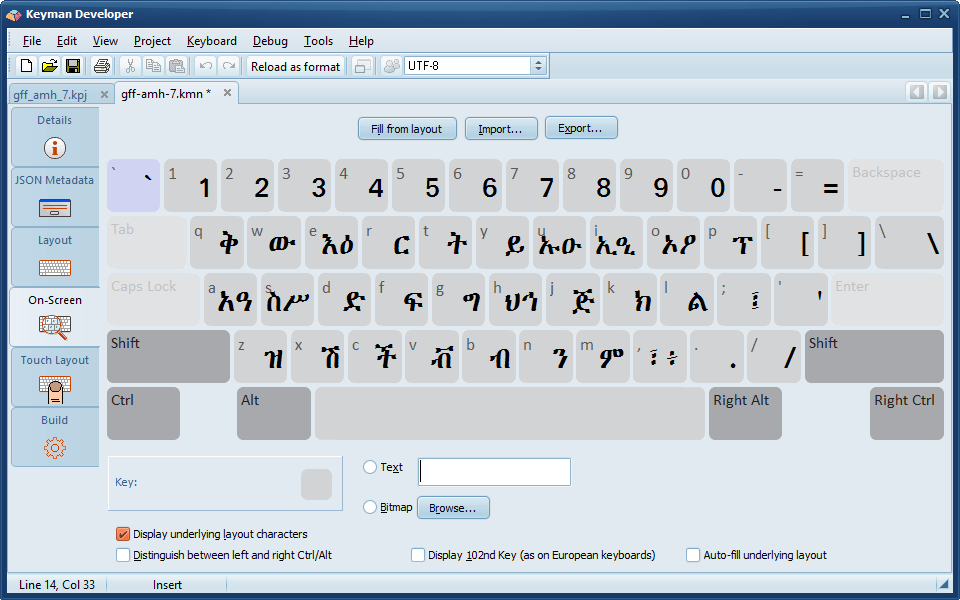 Keyman Developer
File Edit View Project Keyboard Debug Tools Help
Reload as format UTF-8
gff_amh_7.kpj gff-amh-7.kmn *
Details
JSON Metadata
Layout
On-Screen
Touch Layout
Build
Fill from layout Import... Export...
` ` 1 1 2 2 3 3 4 4 5 5 6 6 7 7 8 8 9 9 0 0 - - = = Backspace
Tab q ቅ w ው e እዕ r ር t ት y ይ u ኡዑ i ኢዒ o ኦዖ p ፕ [ [ ] ] \ \
Caps Lock a አዓ s ስሥ d ድ f ፍ g ግ h ህኅ j ጅ k ክ l ል ; ፤ ' ' Enter
Shift z ዝ x ሽ c ች v ቭ b ብ n ን m ም , ፣፥ . . / / Shift
Ctrl Alt Right Alt Right Ctrl
Key:
Text
Bitmap Browse...
Display underlying layout characters
Distinguish between left and right Ctrl/Alt Display 102nd Key (as on European keyboards) Auto-fill underlying layout
Line 14, Col 33 Insert